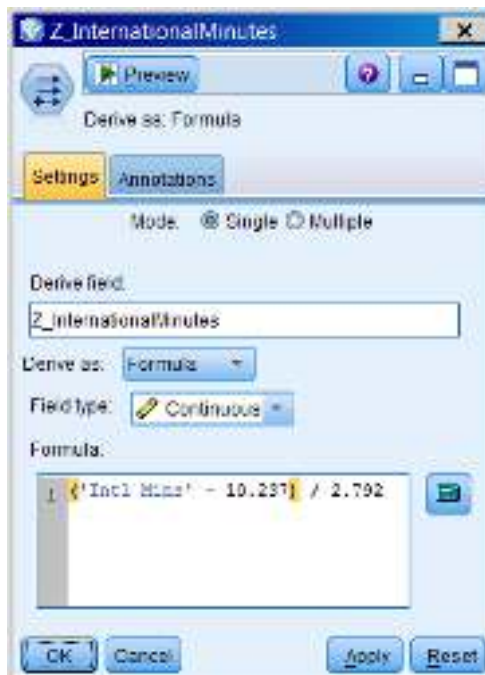 Z_InternationalMinutes
Preview
Derive as: Formula
Settings Annotations
Mode: Single Multiple
Derive field:
Z_InternationalMinutes
Derive as: Formula
Field type: Continuous
Formula:
1 ('Intl Mins' - 10.237) / 2.792
OK Cancel Apply Reset